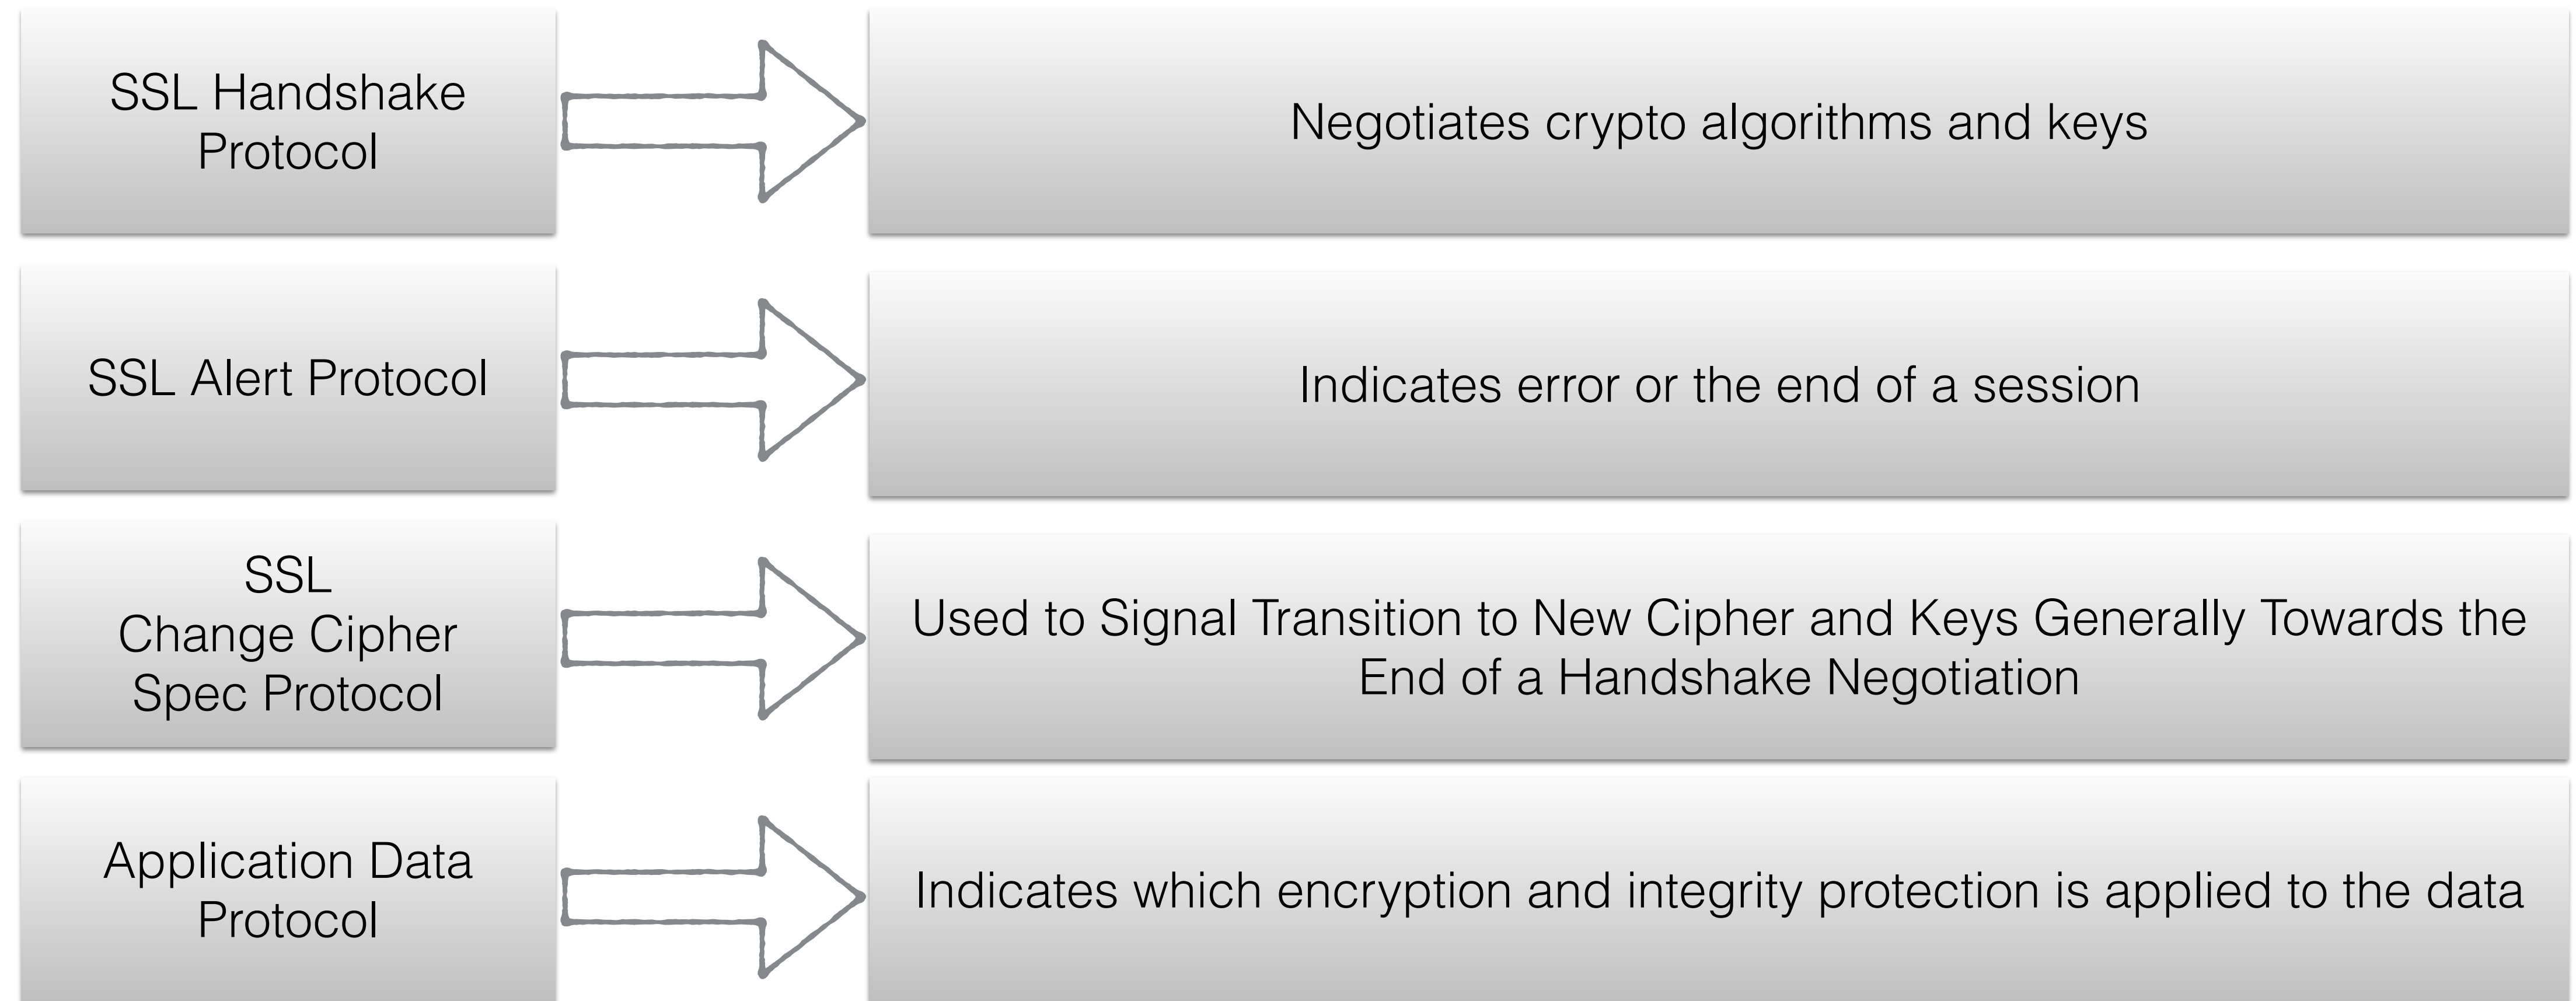 SSL Handshake
Protocol
Negotiates crypto algorithms and keys
SSL Alert Protocol
Indicates error or the end of a session
SSL
Change Cipher
Spec Protocol
Used to Signal Transition to New Cipher and Keys Generally Towards the
End of a Handshake Negotiation
Application Data
Protocol
Indicates which encryption and integrity protection is applied to the data